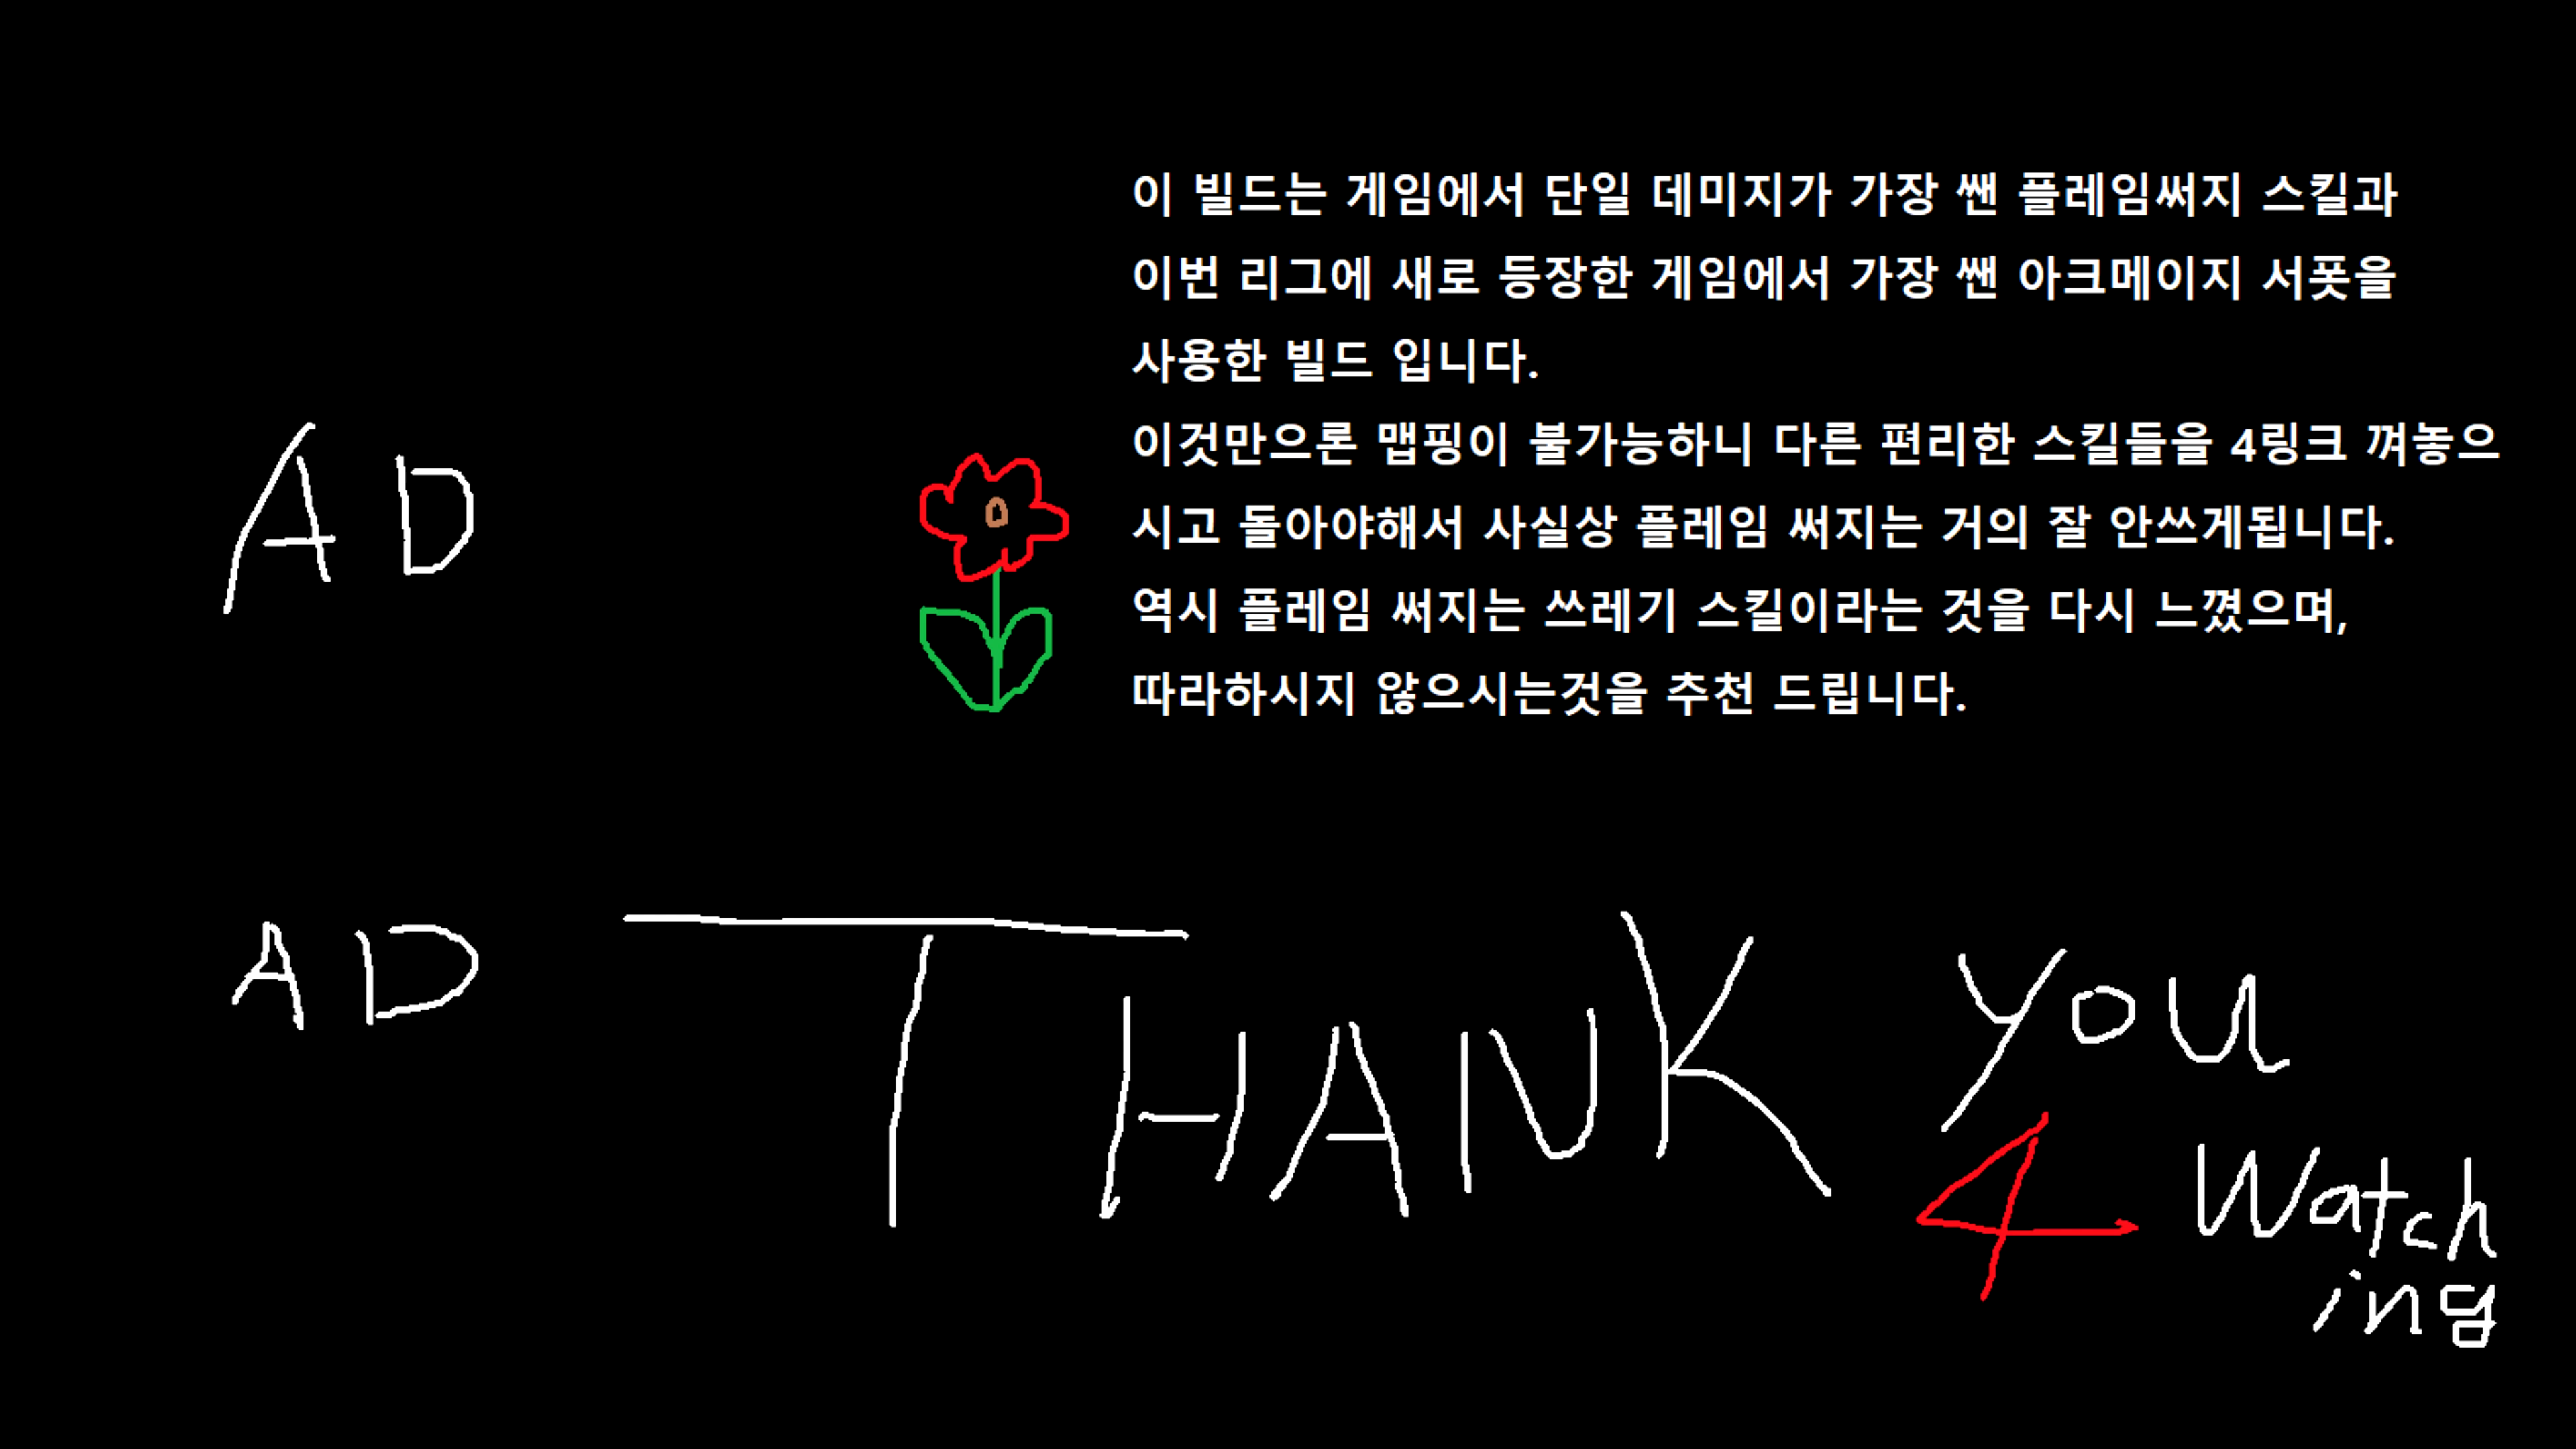 이 빌드는 게임에서 단일 데미지가 가장 쌘 플레임써지 스킬과
이번 리그에 새로 등장한 게임에서 가장 쌘 아크메이지 서폿을
사용한 빌드 입니다.
이것만으론 맵핑이 불가능하니 다른 편리한 스킬들을 4링크 껴놓으
시고 돌아야해서 사실상 플레임 써지는 거의 잘 안쓰게됩니다.
역시 플레임 써지는 쓰레기 스킬이라는 것을 다시 느꼈으며,
따라하시지 않으시는것을 추천 드립니다.
AD
AD
THANK You
4 Watch
ing